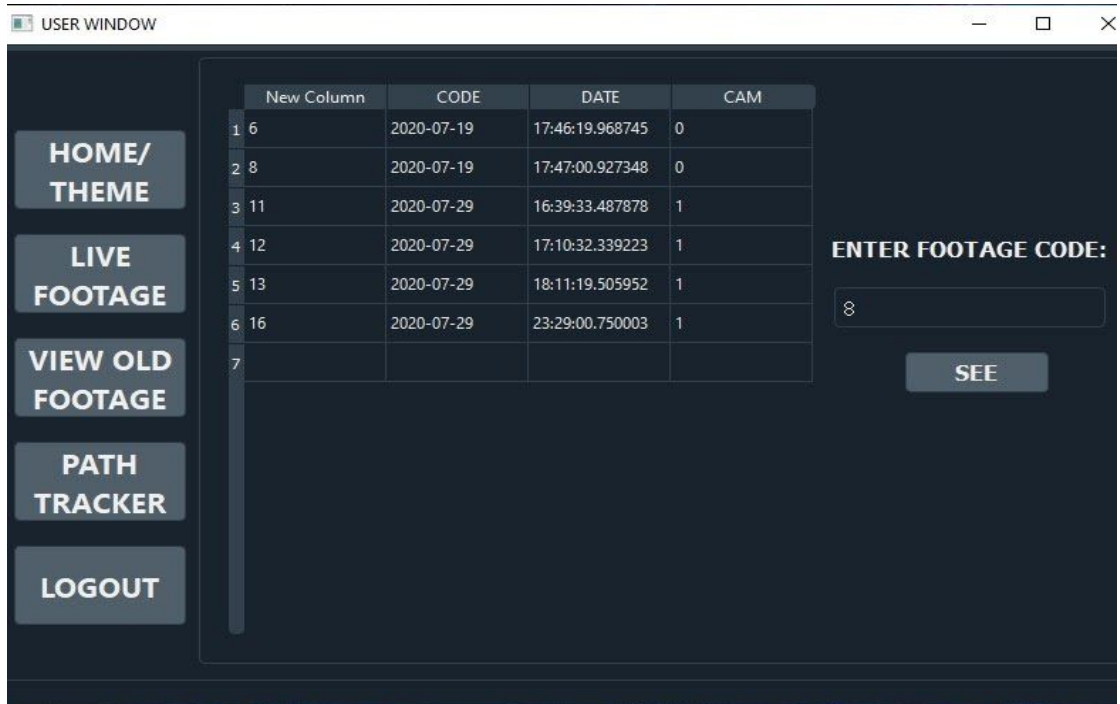 USER WINDOW
HOME/
THEME
LIVE
FOOTAGE
VIEW OLD
FOOTAGE
PATH
TRACKER
LOGOUT
New Column CODE DATE CAM
1 6 2020-07-19 17:46:19.968745 0
2 8 2020-07-19 17:47:00.927348 0
3 11 2020-07-29 16:39:33.487878 1
4 12 2020-07-29 17:10:32.339223 1
5 13 2020-07-29 18:11:19.505952 1
6 16 2020-07-29 23:29:00.750003 1
7
ENTER FOOTAGE CODE:
8
SEE